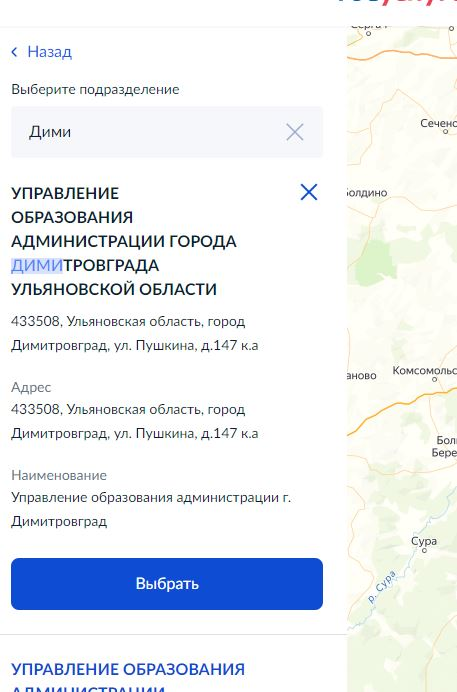 Назад
Выберите подразделение
Дими
УПРАВЛЕНИЕ
ОБРАЗОВАНИЯ
АДМИНИСТРАЦИИ ГОРОДА
ДИМИТРОВГРАДА
УЛЬЯНОВСКОЙ ОБЛАСТИ
433508, Ульяновская область, город
Димитровград, ул. Пушкина, д.147 к.а
Адрес
433508, Ульяновская область, город
Димитровград, ул. Пушкина, д.147 к.а
Наименование
Управление образования администрации г.
Димитровград
Выбрать
УПРАВЛЕНИЕ ОБРАЗОВАНИЯ
АДМИНИСТРАЦИИ
Сечено
Болдино
аново
Комсомольс
Бол
Бере
Сура
р. Сура